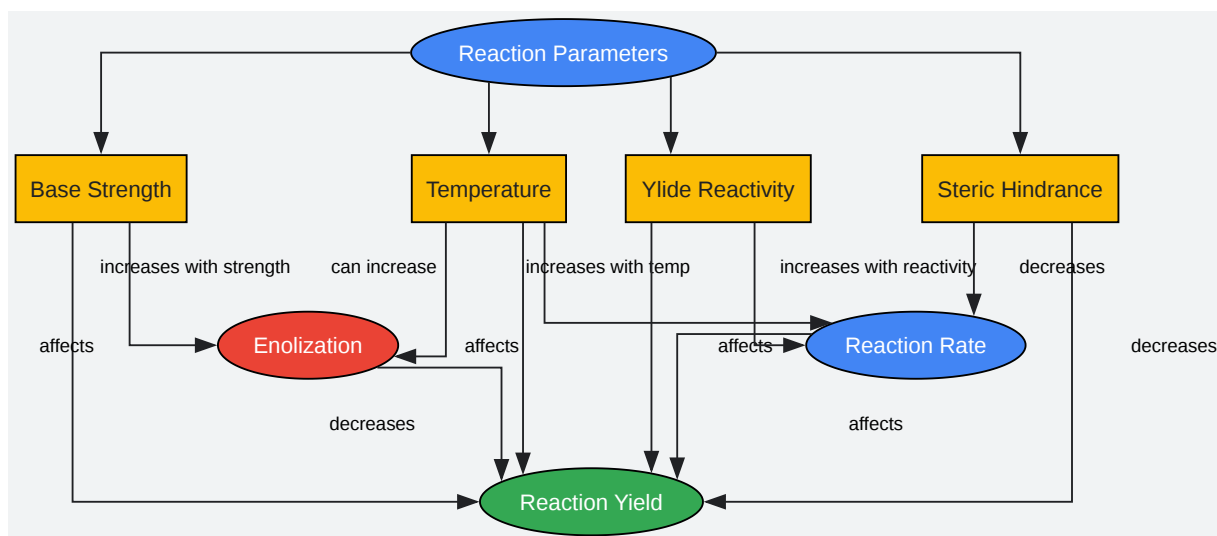 Reaction Parameters
Base Strength
Temperature
Ylide Reactivity
Steric Hindrance
increases with strength
can increase
increases with temp
increases with reactivity
decreases
affects
Enolization
affects
affects
Reaction Rate
decreases
decreases
affects
Reaction Yield